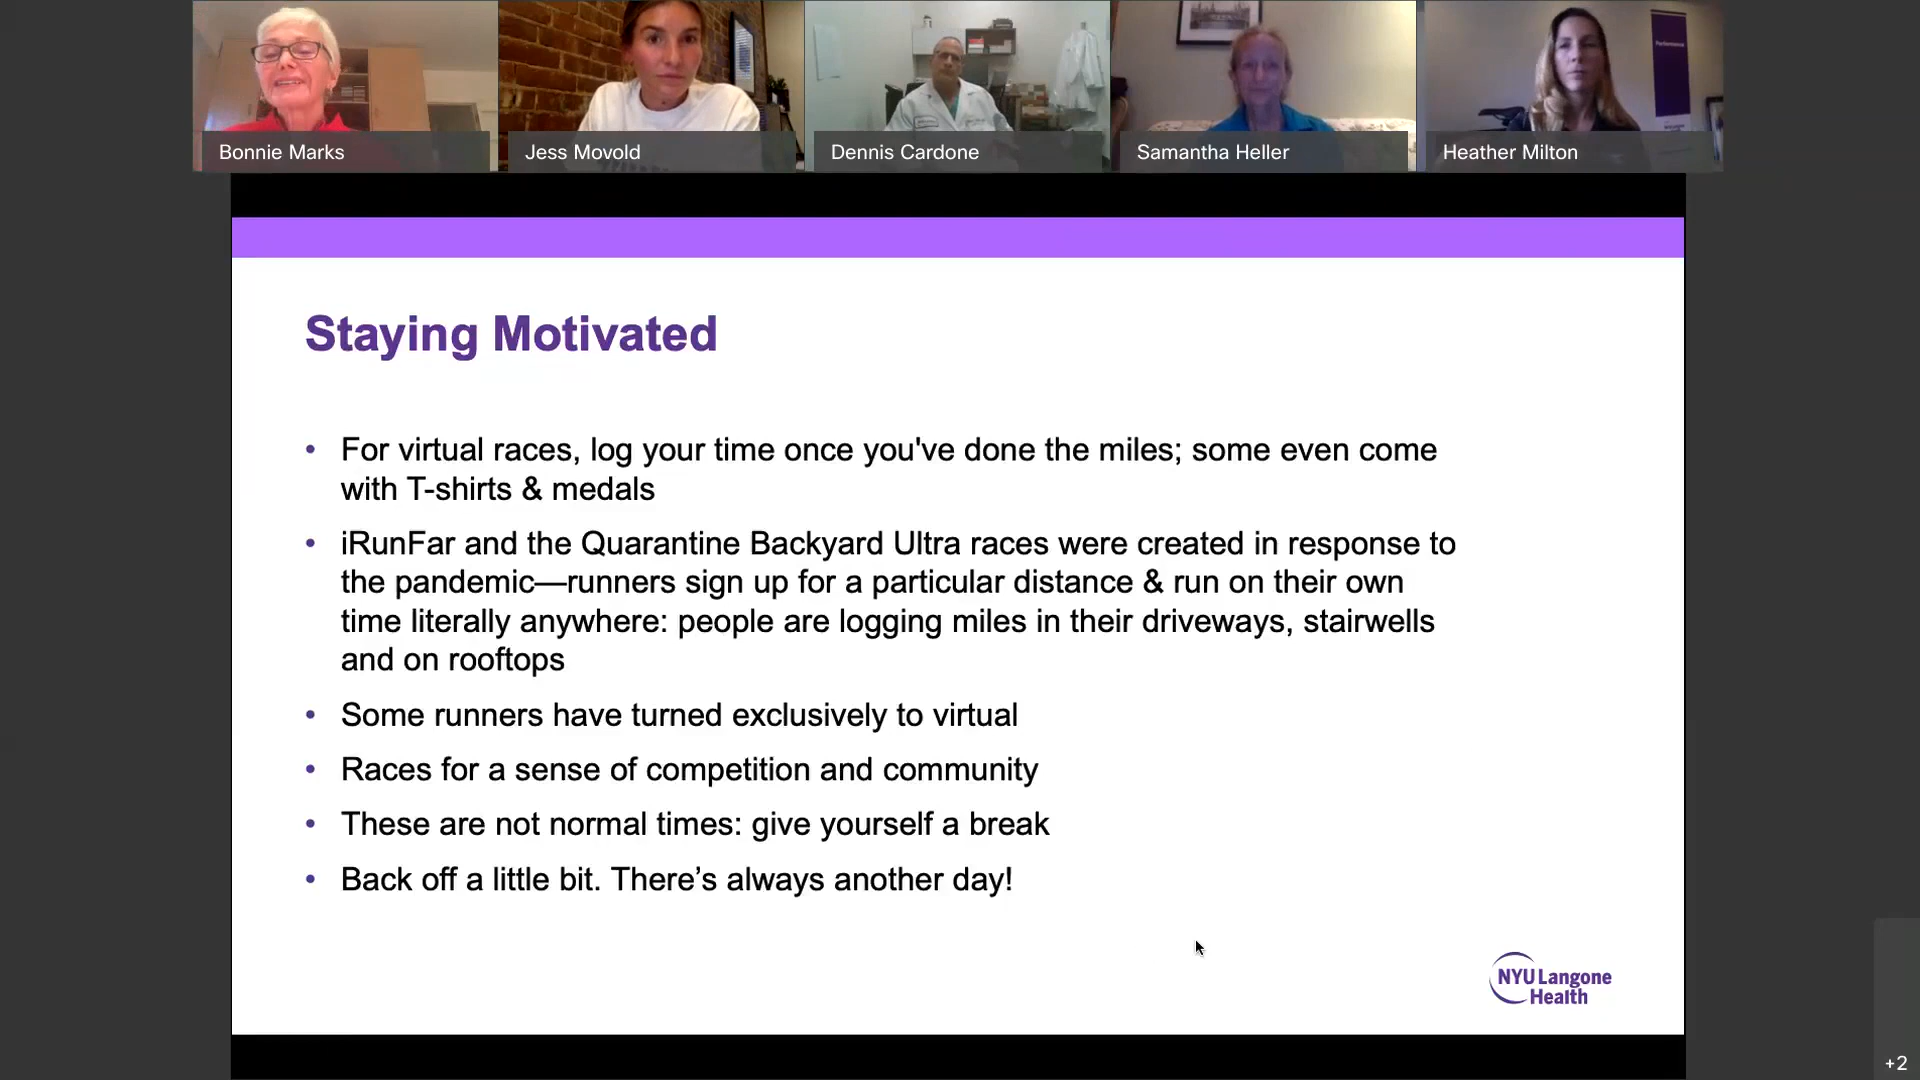 Bonnie Marks
Jess Movold
Dennis Cardone
Samantha Heller
Heather Milton
Staying Motivated
• For virtual races, log your time once you've done the miles; some even come
with T-shirts & medals
• iRunFar and the Quarantine Backyard Ultra races were created in response to
the pandemic—runners sign up for a particular distance & run on their own
time literally anywhere: people are logging miles in their driveways, stairwells
and on rooftops
• Some runners have turned exclusively to virtual
• Races for a sense of competition and community
• These are not normal times: give yourself a break
• Back off a little bit. There’s always another day!
NYU Langone
Health
+2